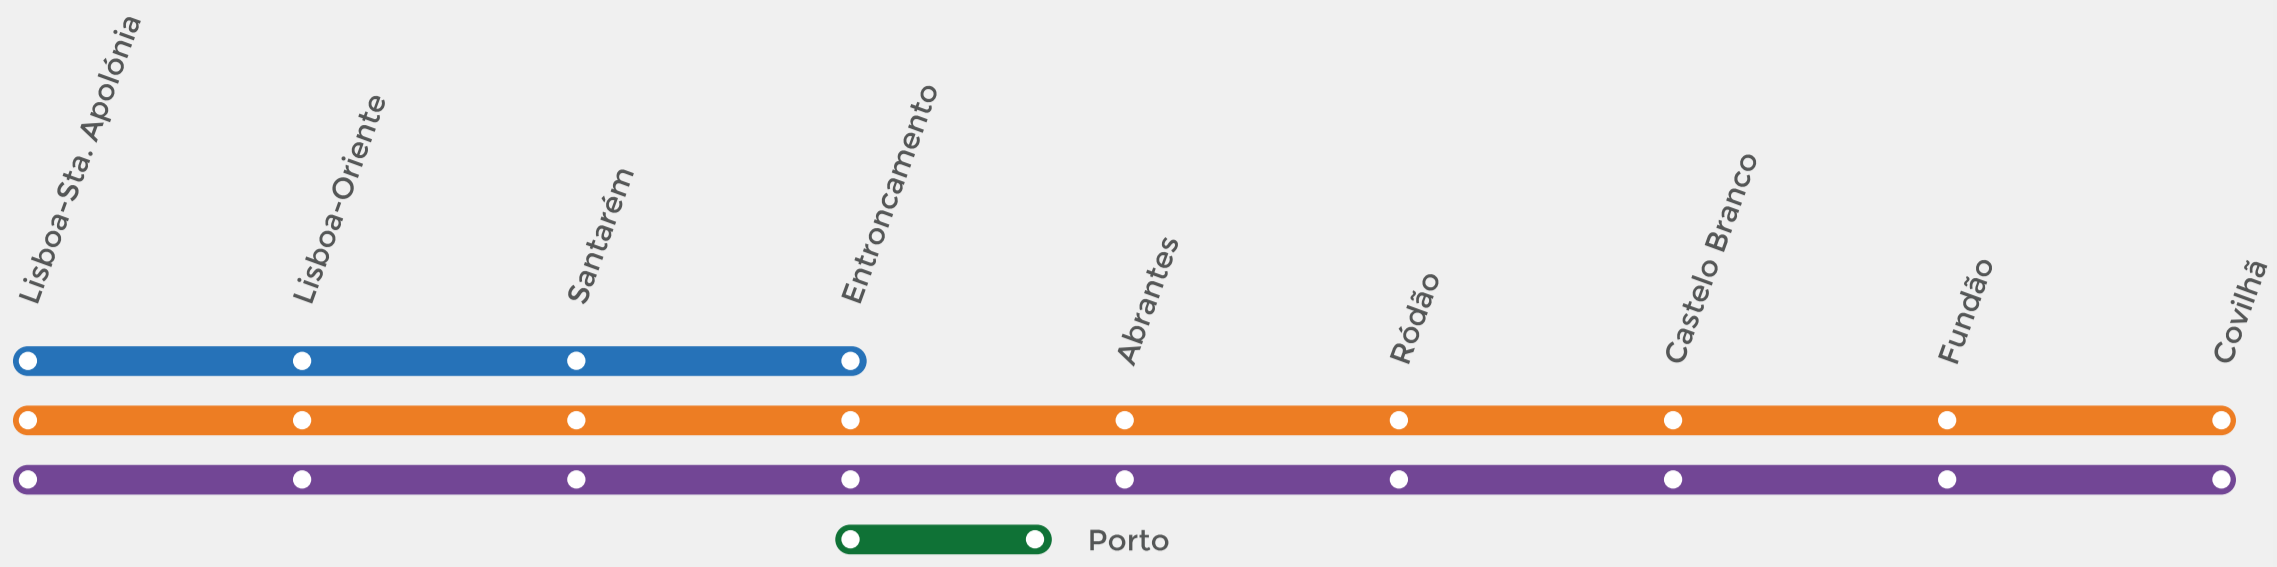 Lisboa-Sta. Apolónia
Lisboa-Oriente
Santarém
Entroncamento
Abrantes
Ródão
Castelo Branco
Fundão
Covilhã
Porto